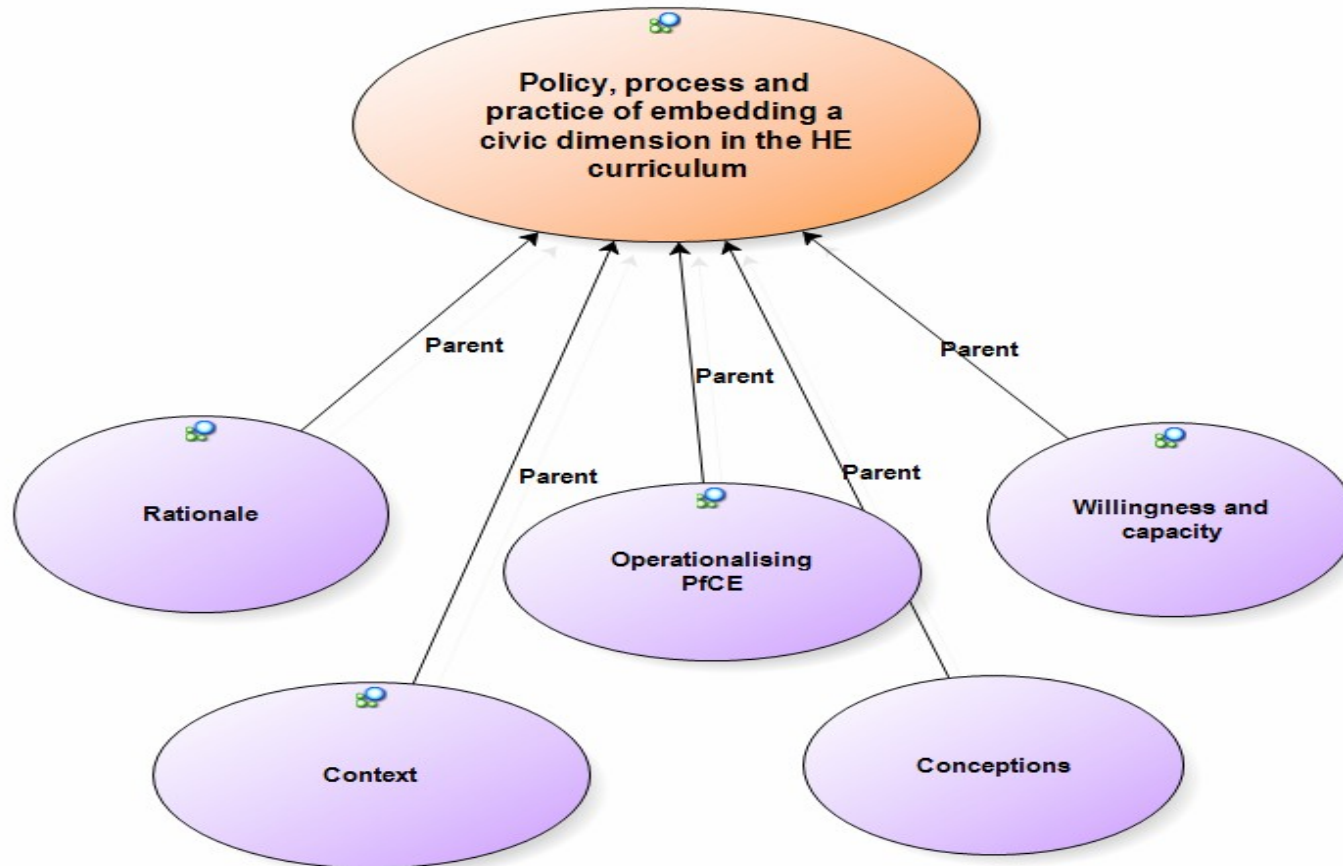 Policy, process and
practice of embedding a
civic dimension in the HE
curriculum
Parent
Parent
Parent
Parent
Parent
Rationale
Operationalising
PfCE
Willingness and
capacity
Context
Conceptions